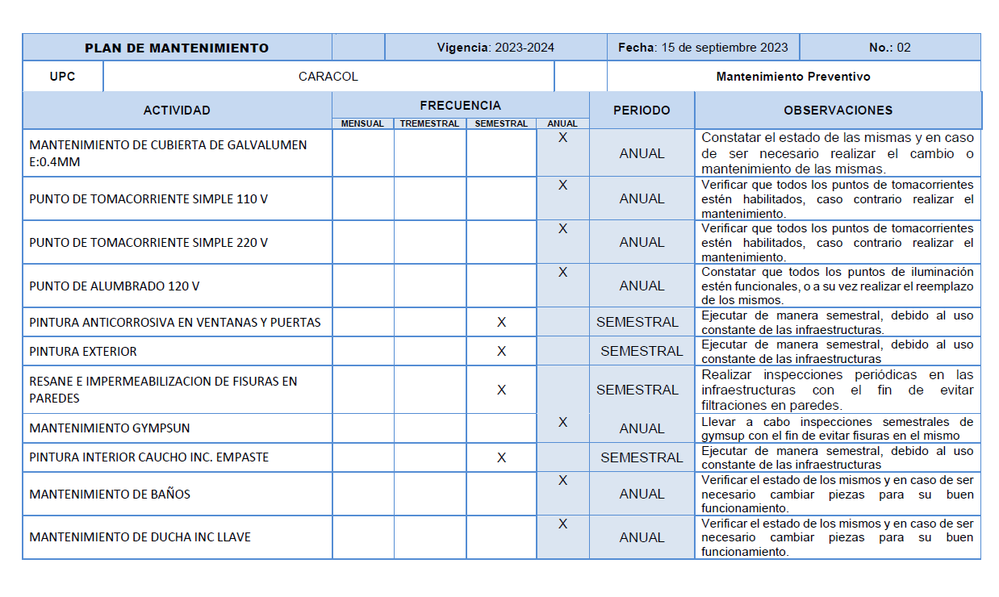 PLAN DE MANTENIMIENTO Vigencia: 2023-2024 Fecha: 15 de septiembre 2023 No.: 02
UPC CARACOL Mantenimiento Preventivo
ACTIVIDAD FRECUENCIA PERIODO OBSERVACIONES
MENSUAL TREMESTRAL SEMESTRAL ANUAL
MANTENIMIENTO DE CUBIERTA DE GALVALUMEN
E:0.4MM
X
ANUAL
Constatar el estado de las mismas y en caso
de ser necesario realizar el cambio o
mantenimiento de las mismas.
PUNTO DE TOMACORRIENTE SIMPLE 110 V
X
ANUAL
Verificar que todos los puntos de tomacorrientes
estén habilitados, caso contrario realizar el
mantenimiento.
PUNTO DE TOMACORRIENTE SIMPLE 220 V
X
ANUAL
Verificar que todos los puntos de tomacorrientes
estén habilitados, caso contrario realizar el
mantenimiento.
PUNTO DE ALUMBRADO 120 V
X
ANUAL
Constatar que todos los puntos de iluminación
estén funcionales, o a su vez realizar el reemplazo
de los mismos.
PINTURA ANTICORROSIVA EN VENTANAS Y PUERTAS
X
SEMESTRAL
Ejecutar de manera semestral, debido al uso
constante de las infraestructuras.
PINTURA EXTERIOR
X
SEMESTRAL
Ejecutar de manera semestral, debido al uso
constante de las infraestructuras
RESANE E IMPERMEABILIZACION DE FISURAS EN
PAREDES
X
SEMESTRAL
Realizar inspecciones periódicas en las
infraestructuras con el fin de evitar
filtraciones en paredes.
MANTENIMIENTO GYMPSUN
X
ANUAL
Llevar a cabo inspecciones semestrales de
gymsup con el fin de evitar fisuras en el mismo
PINTURA INTERIOR CAUCHO INC. EMPASTE
X
SEMESTRAL
Ejecutar de manera semestral, debido al uso
constante de las infraestructuras
MANTENIMIENTO DE BAÑOS
X
ANUAL
Verificar el estado de los mismos y en caso de ser
necesario cambiar piezas para su buen
funcionamiento.
MANTENIMIENTO DE DUCHA INC LLAVE
X
ANUAL
Verificar el estado de los mismos y en caso de ser
necesario cambiar piezas para su buen
funcionamiento.